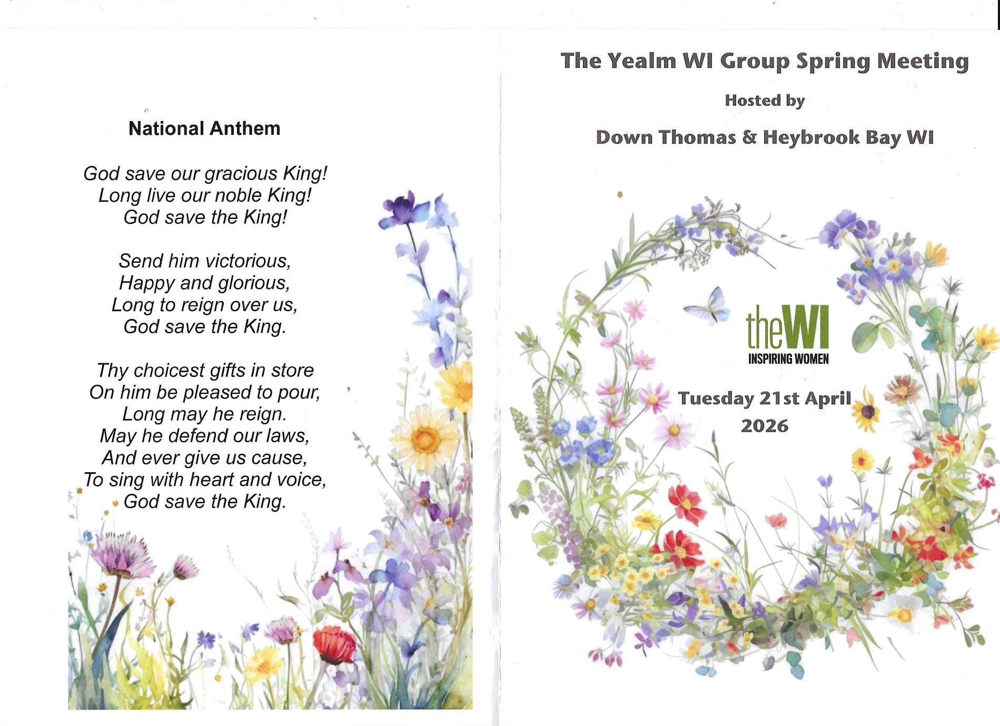 National Anthem
God save our gracious King!
Long live our noble King!
God save the King!
Send him victorious,
Happy and glorious,
Long to reign over us,
God save the King.
Thy choicest gifts in store
On him be pleased to pour,
Long may he reign.
May he defend our laws,
And ever give us cause,
To sing with heart and voice,
God save the King.
The Yealm WI Group Spring Meeting
Hosted by
Down Thomas & Heybrook Bay WI
theWI
INSPIRING WOMEN
Tuesday 21st April
2026